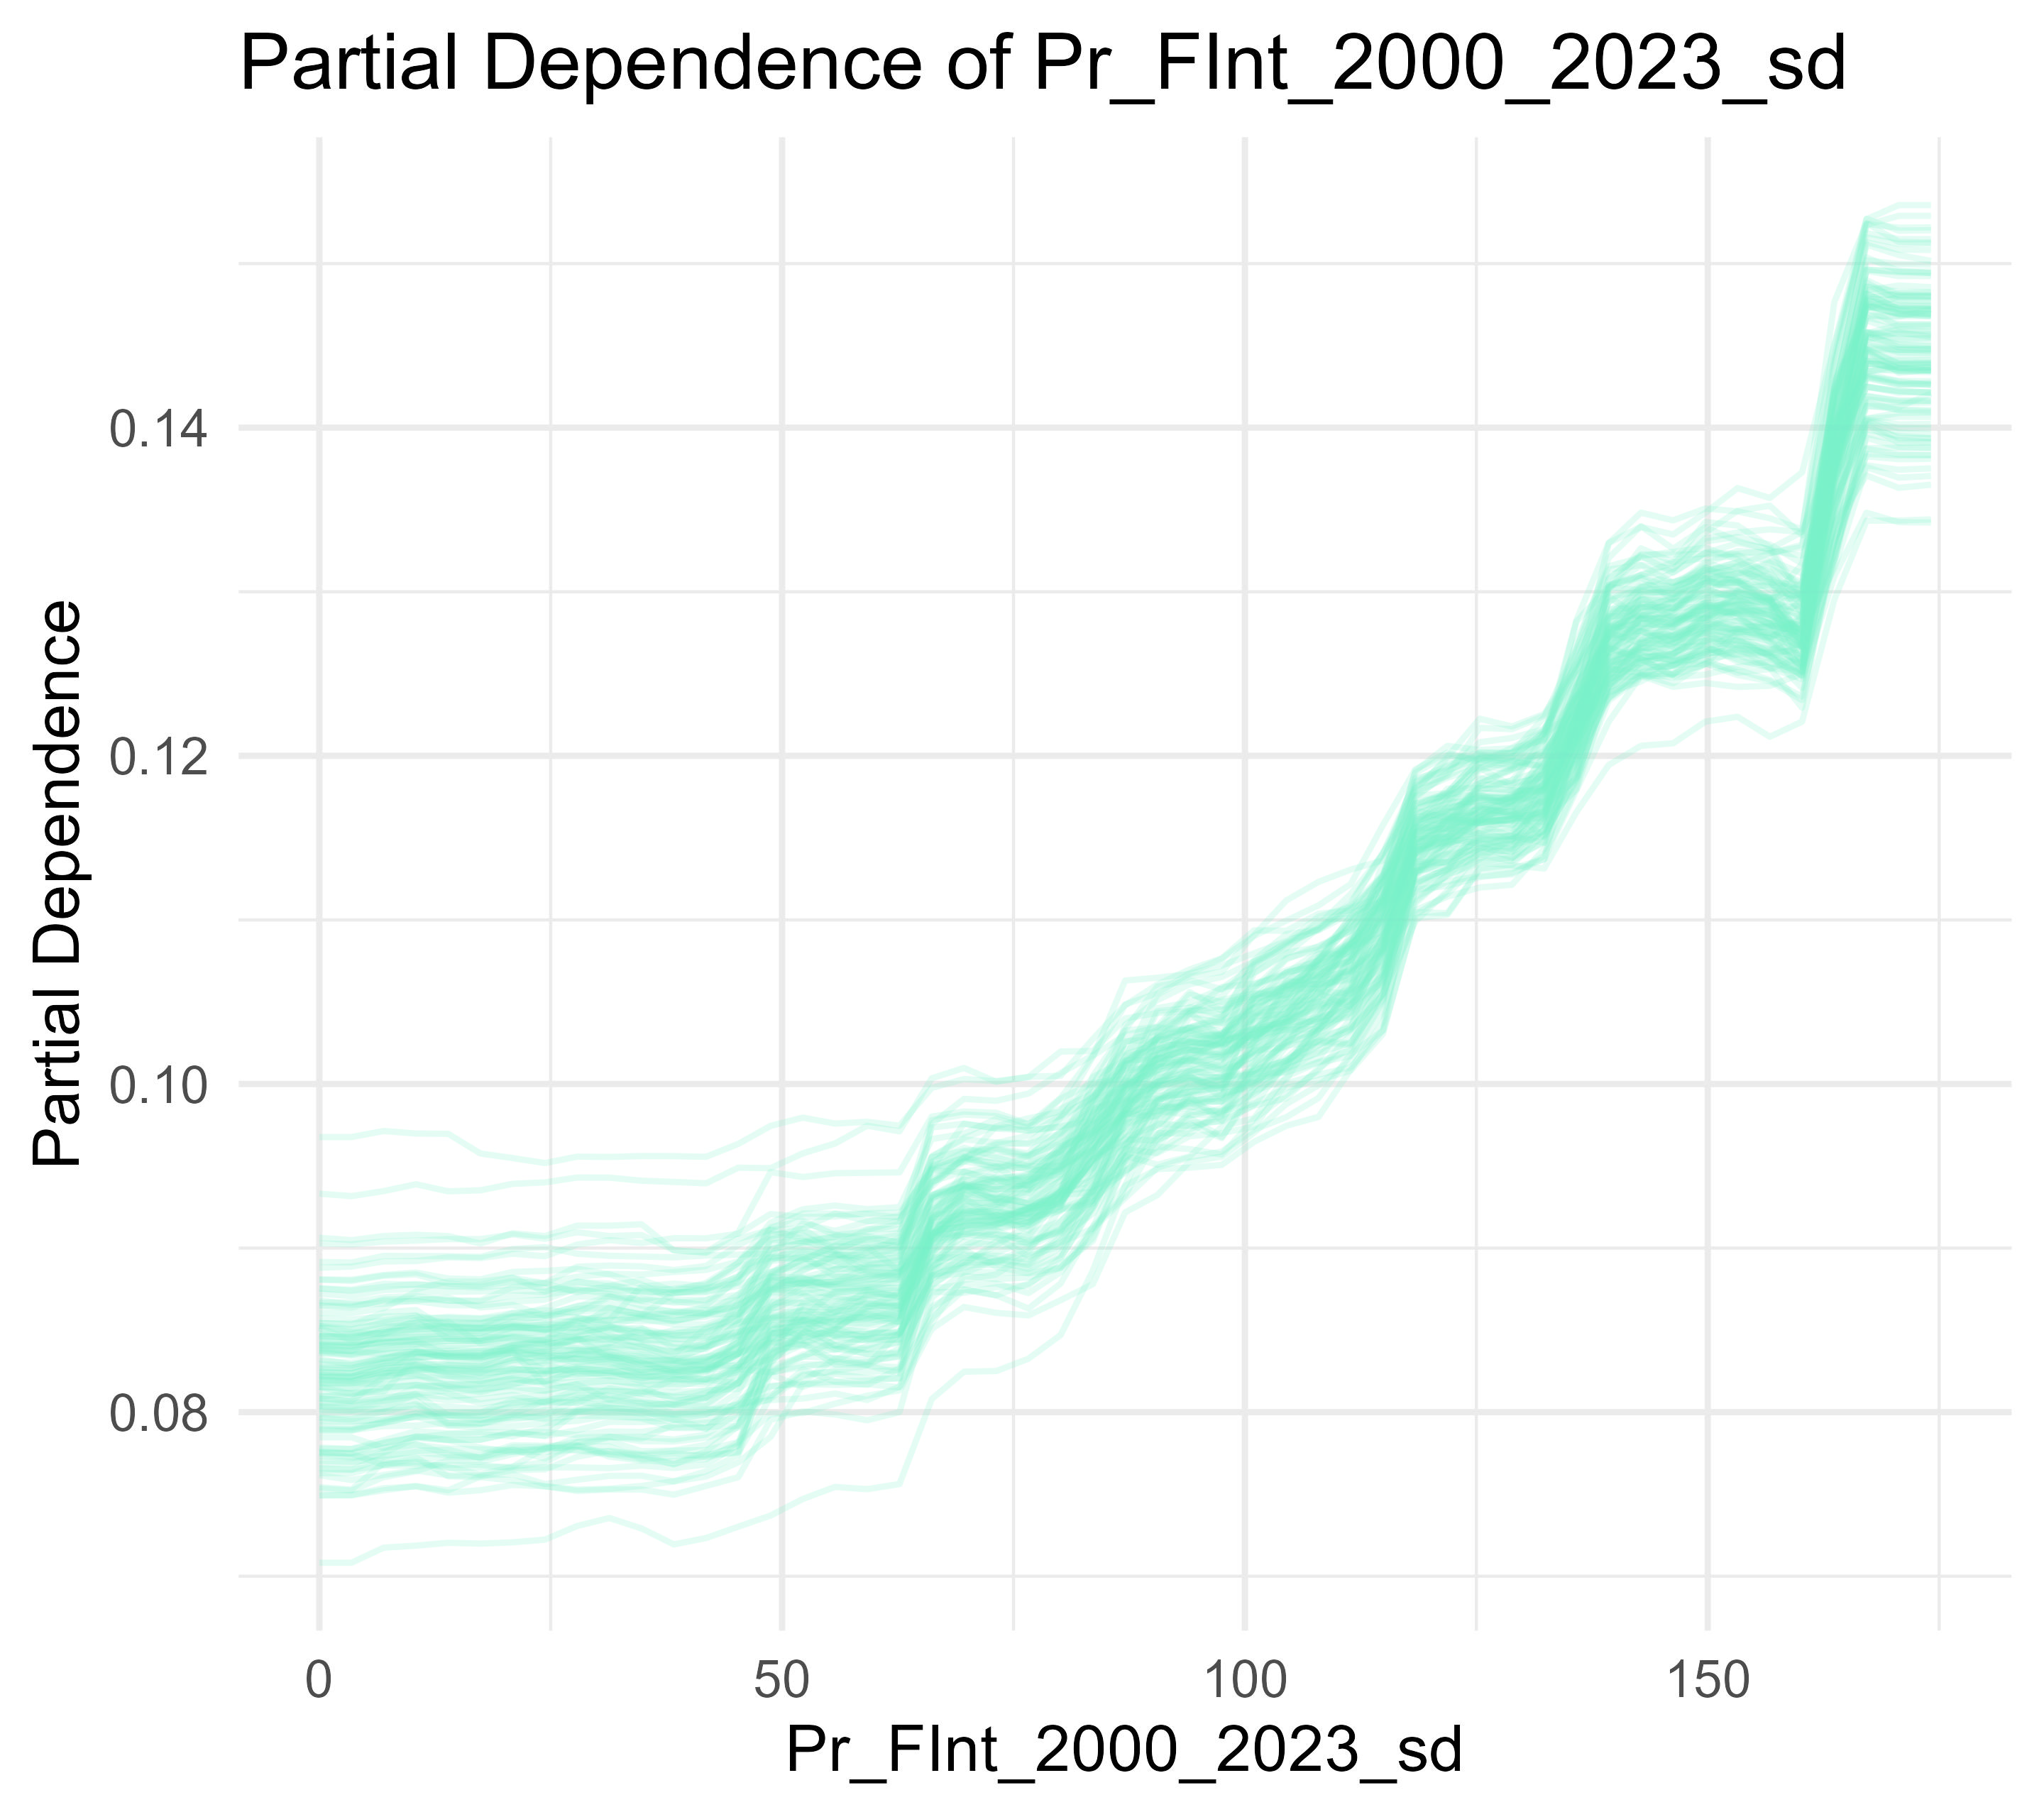 Partial Dependence of Pr_FInt_2000_2023_sd
Partial Dependence
0.14
0.12
0.10
0.08
0
50
100
150
Pr_FInt_2000_2023_sd